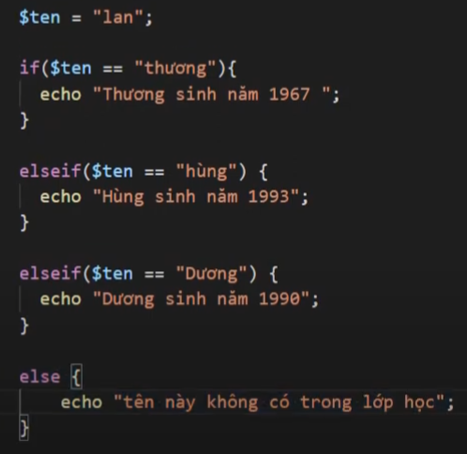 $ten = "lan";
if($ten == "thương"){
echo "Thương sinh năm 1967 ";
}
elseif($ten == "hùng") {
echo "Hùng sinh năm 1993";
}
elseif($ten == "Dương") {
echo "Dương sinh năm 1990";
}
else {
echo "tên này không có trong lớp học";
}